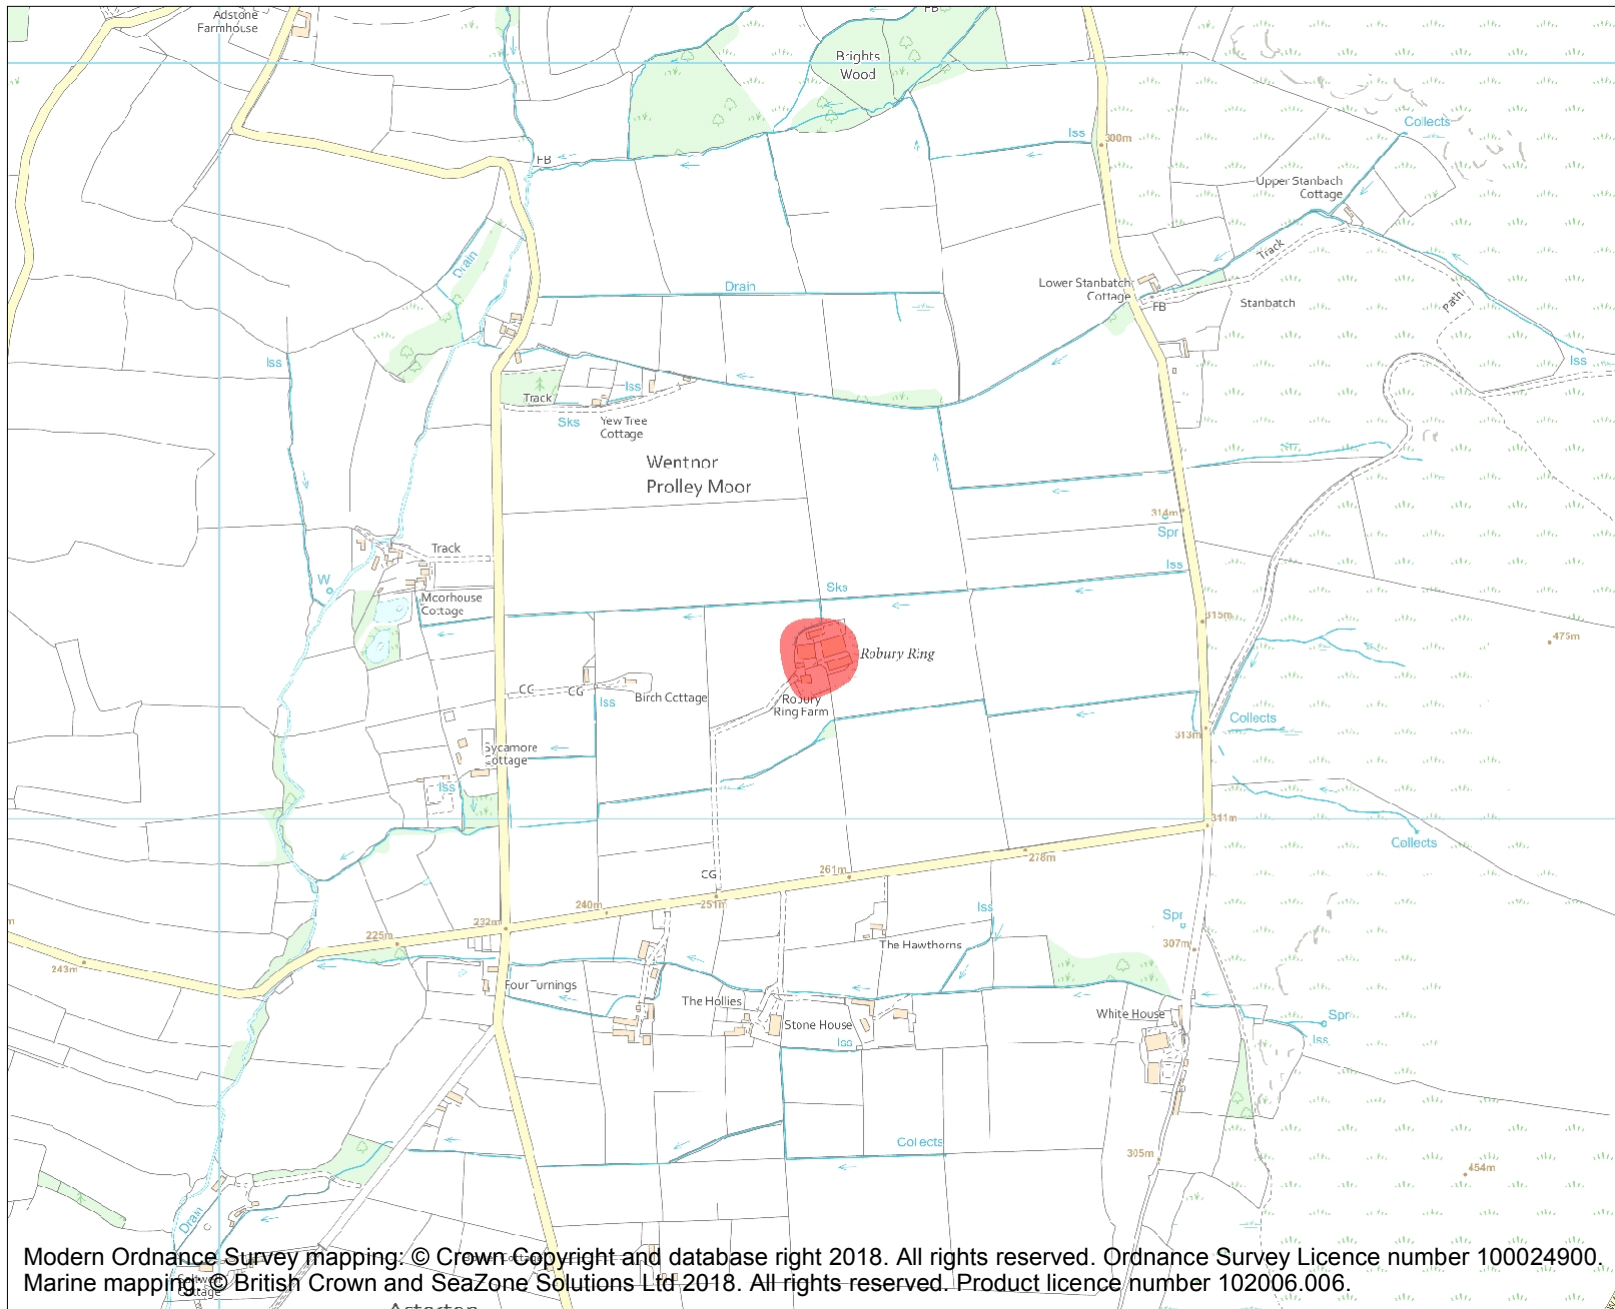 Adstone
Farmhouse
FB
Brights
Wood
Collects
Iss
300m
FB
Upper Stanbach
Cottage
Track
Drain
Lower Stanbatch
Cottage
FB
Stanbatch
Path
Drain
Iss
Iss
Iss
Track
Sks
Yew Tree
Cottage
Wentnor
Prolley Moor
314m
Spr
Track
Iss
W
Sks
Moorhouse
Cottage
315m
475m
Robury Ring
CG
CG
Birch Cottage
Iss
Robury
Ring Farm
Collects
313m
Sycamore
Cottage
Iss
311m
Collects
278m
261m
CG
251m
240m
232m
225m
243m
Iss
Spr
307m
The Hawthorns
Four Turnings
The Hollies
Stone House
White House
Spr
Iss
Iss
Collects
305m
454m
Drain
Modern Ordnance Survey mapping: © Crown Copyright and database right 2018. All rights reserved. Ordnance Survey Licence number 100024900.
Marine mapping: © British Crown and SeaZone Solutions Ltd 2018. All rights reserved. Product licence number 102006.006.
Cottage